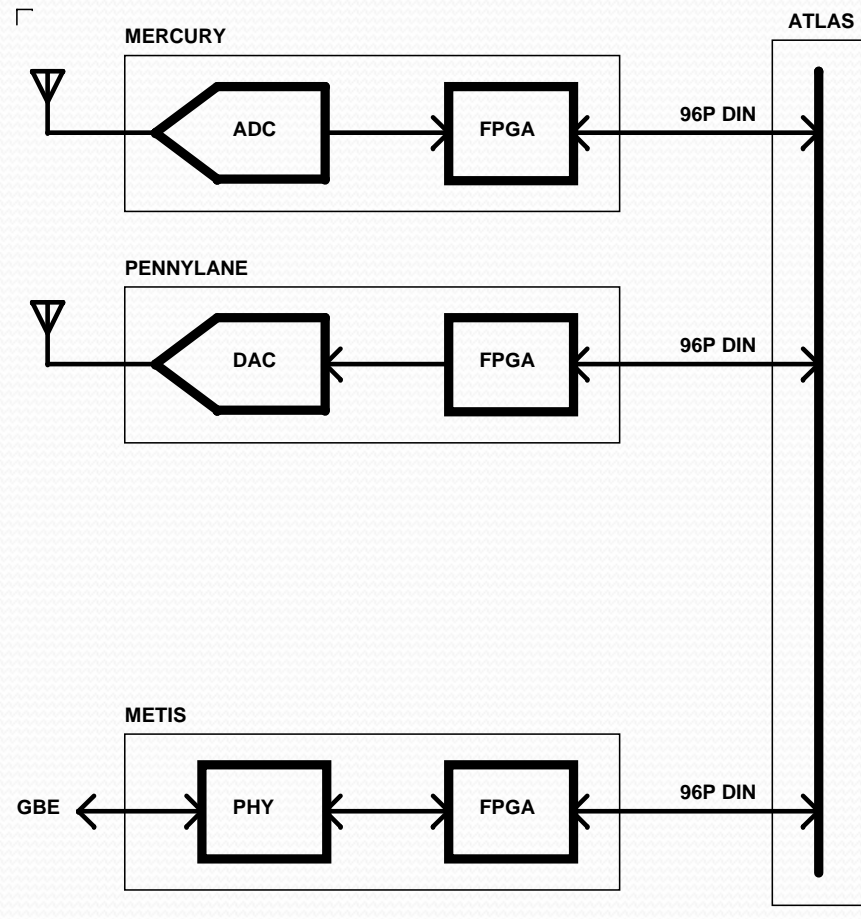 ATLAS
MERCURY
ADC
FPGA
96P DIN
PENNYLANE
DAC
FPGA
96P DIN
METIS
GBE
PHY
FPGA
96P DIN